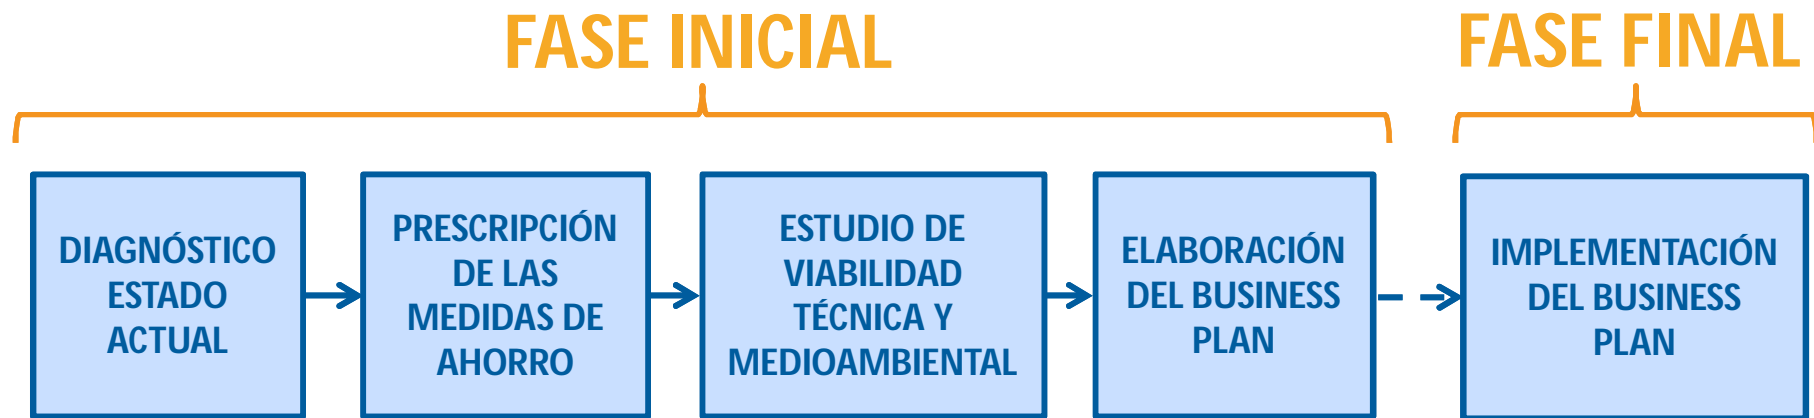 FASE INICIAL
FASE FINAL
DIAGNÓSTICO
ESTADO
ACTUAL
PRESCRIPCIÓN
DE LAS
MEDIDAS DE
AHORRO
ESTUDIO DE
VIABILIDAD
TÉCNICA Y
MEDIOAMBIENTAL
ELABORACIÓN
DEL BUSINESS
PLAN
IMPLEMENTACIÓN
DEL BUSINESS
PLAN